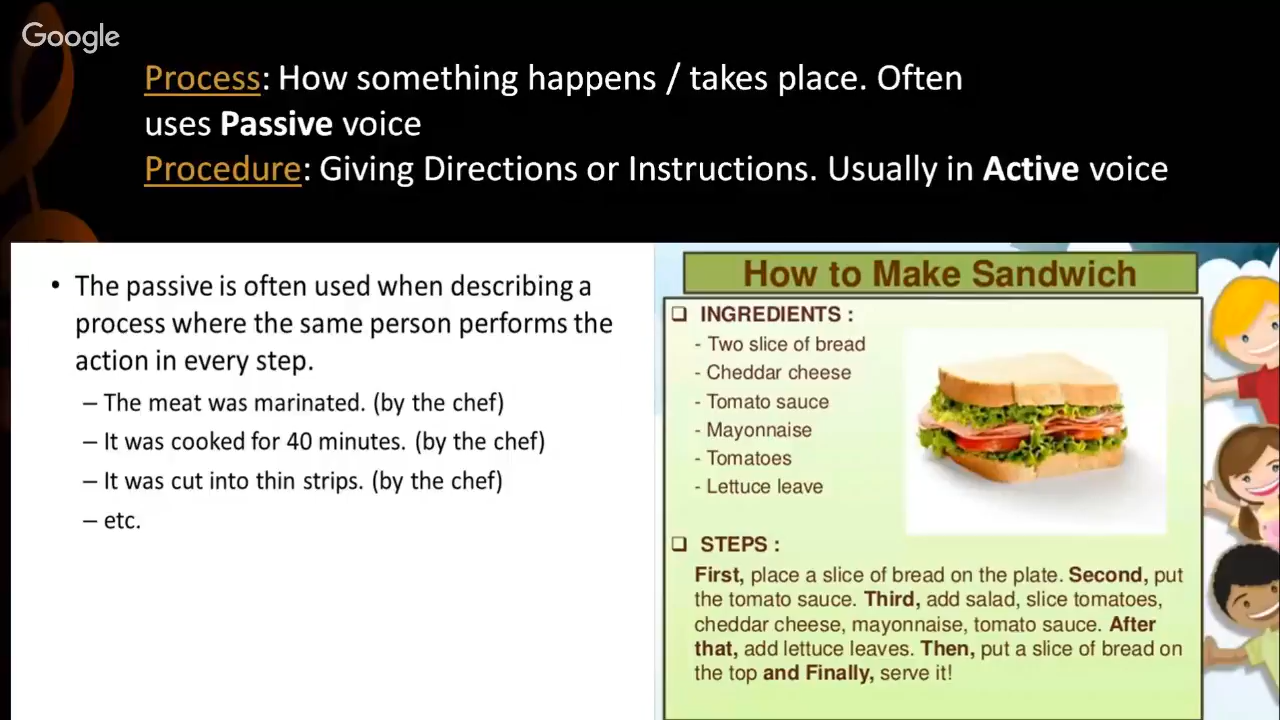 Google
Process: How something happens / takes place. Often
uses Passive voice
Procedure: Giving Directions or Instructions. Usually in Active voice
• The passive is often used when describing a
process where the same person performs the
action in every step.
– The meat was marinated. (by the chef)
– It was cooked for 40 minutes. (by the chef)
– It was cut into thin strips. (by the chef)
– etc.
How to Make Sandwich
❑ INGREDIENTS :
- Two slice of bread
- Cheddar cheese
- Tomato sauce
- Mayonnaise
- Tomatoes
- Lettuce leave
❑ STEPS :
First, place a slice of bread on the plate. Second, put
the tomato sauce. Third, add salad, slice tomatoes,
cheddar cheese, mayonnaise, tomato sauce. After
that, add lettuce leaves. Then, put a slice of bread on
the top and Finally, serve it!